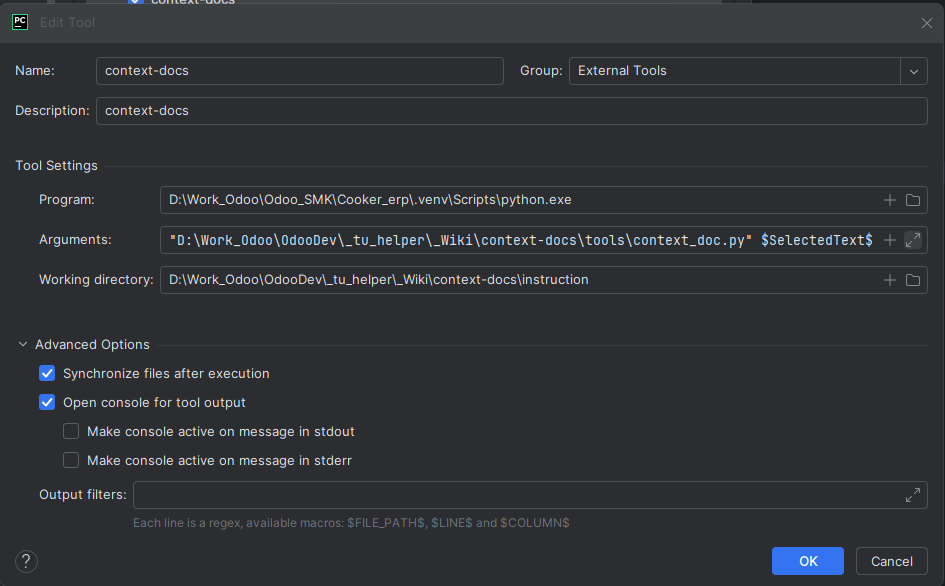 context-docs
PC
Edit Tool
Name: context-docs Group: External Tools
Description: context-docs
Tool Settings
Program: D:\Work_Odoo\Odoo_SMK\Cooker_erp\.venv\Scripts\python.exe
Arguments: "D:\Work_Odoo\OdooDev\_tu_helper\_Wiki\context-docs\tools\context_doc.py" $SelectedText$
Working directory: D:\Work_Odoo\OdooDev\_tu_helper\_Wiki\context-docs\instruction
Advanced Options
Synchronize files after execution
Open console for tool output
Make console active on message in stdout
Make console active on message in stderr
Output filters:
Each line is a regex, available macros: $FILE_PATH$, $LINE$ and $COLUMN$
? OK Cancel